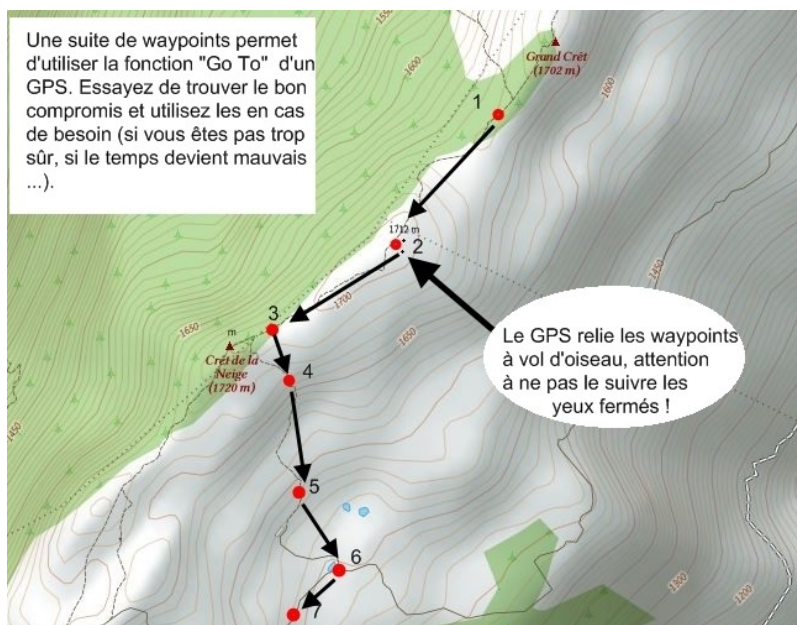 Une suite de waypoints permet
d'utiliser la fonction "Go To" d'un
GPS. Essayez de trouver le bon
compromis et utilisez les en cas
de besoin (si vous êtes pas trop
sûr, si le temps devient mauvais
...).
1550
1600
Grand Crêt
(1702 m)
1
1600
1712 m
2
1450
1700
3
1650
m
1650
Crêt de la
Neige
(1720 m)
4
Le GPS relie les waypoints
à vol d'oiseau, attention
à ne pas le suivre les
yeux fermés !
1450
5
6
7
1300
1200